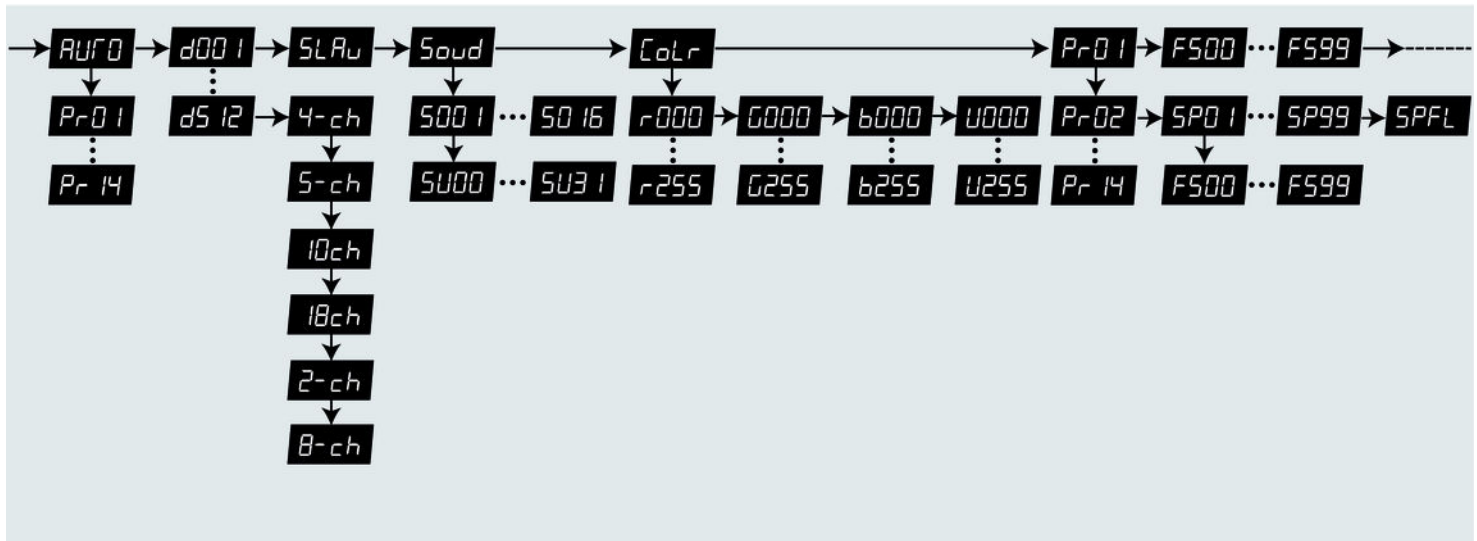 AUTO d001 SLAv Soud CoLr Pr01 FS00 ... FS99 -------
Pr01 d512 4-ch S001 ... S016 r000 G000 b000 U000 Pr02 SP01 ... SP99 SPFL
Pr14 5-ch SU00 ... SU31 r255 G255 b255 U255 Pr14 FS00 ... FS99
10ch
18ch
2-ch
8-ch